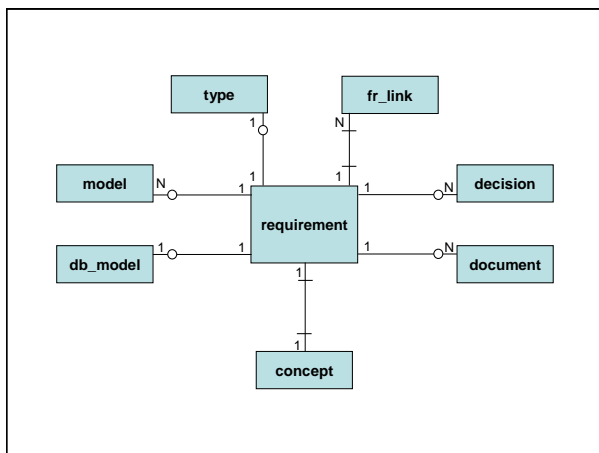 type
fr_link
1
N
1
1
model
N
1
1
N
decision
requirement
db_model
1
1
1
N
document
1
1
concept